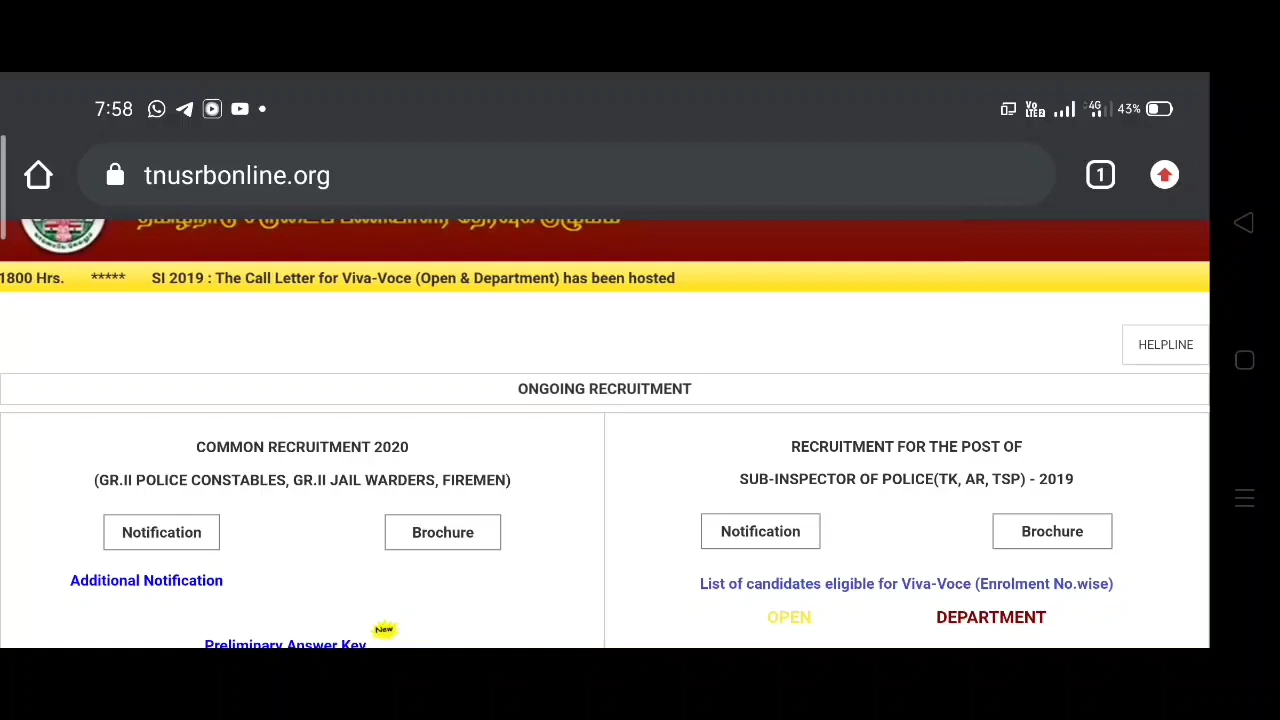 7:58
Vo LTE2 4G 43%
tnusrbonline.org
1
1800 Hrs. ***** SI 2019 : The Call Letter for Viva-Voce (Open & Department) has been hosted
HELPLINE
ONGOING RECRUITMENT
COMMON RECRUITMENT 2020
(GR.II POLICE CONSTABLES, GR.II JAIL WARDERS, FIREMEN)
Notification Brochure
Additional Notification
New
Preliminary Answer Key
RECRUITMENT FOR THE POST OF
SUB-INSPECTOR OF POLICE(TK, AR, TSP) - 2019
Notification Brochure
List of candidates eligible for Viva-Voce (Enrolment No.wise)
OPEN DEPARTMENT